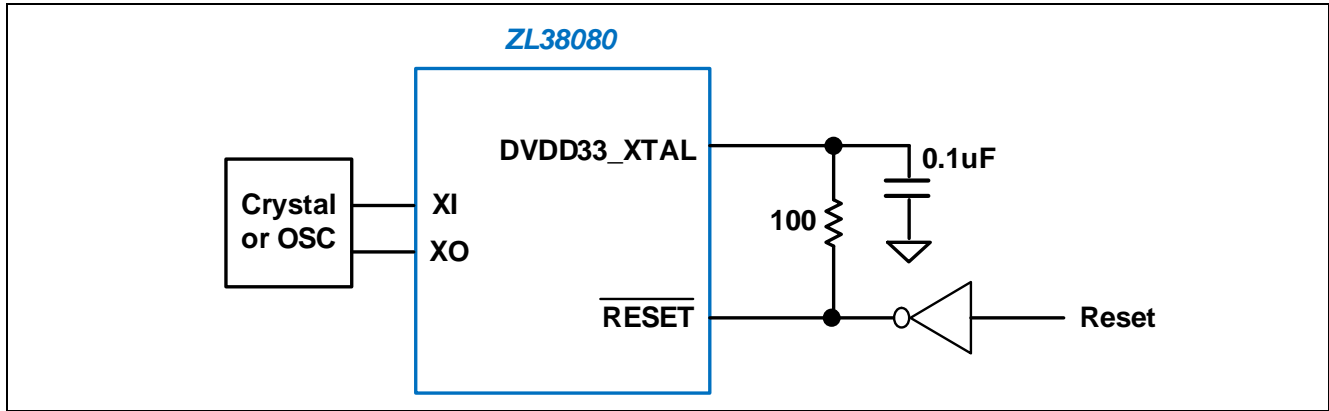 ZL38080
DVDD33_XTAL
0.1uF
Crystal
or OSC
XI
XO
100
RESET
Reset